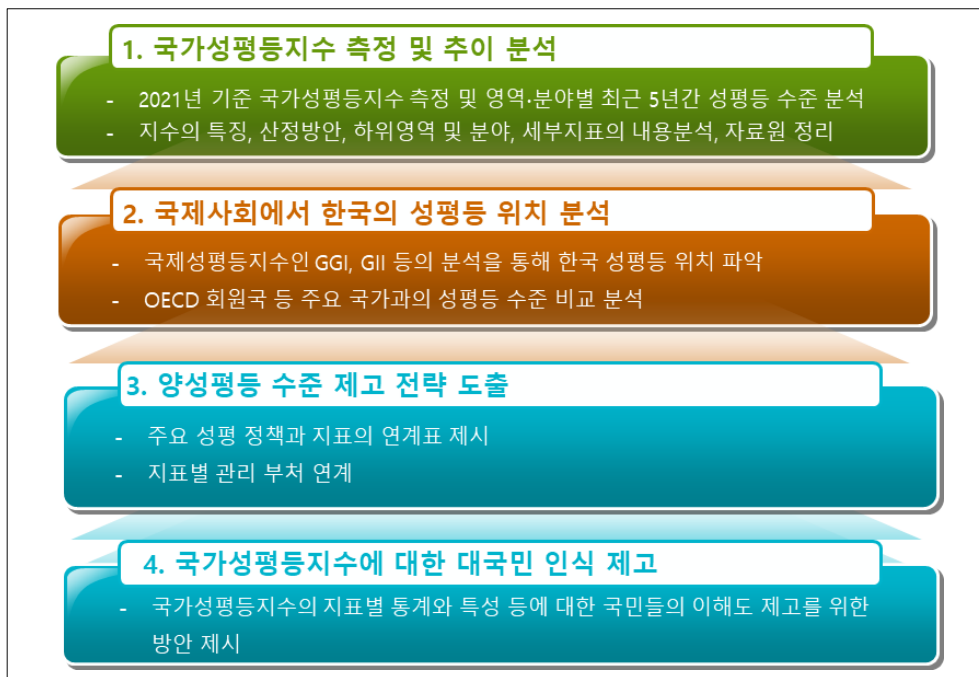 1. 국가성평등지수 측정 및 추이 분석
- 2021년 기준 국가성평등지수 측정 및 영역·분야별 최근 5년간 성평등 수준 분석
- 지수의 특징, 산정방안, 하위영역 및 분야, 세부지표의 내용분석, 자료원 정리
2. 국제사회에서 한국의 성평등 위치 분석
- 국제성평등지수인 GGI, GII 등의 분석을 통해 한국 성평등 위치 파악
- OECD 회원국 등 주요 국가과의 성평등 수준 비교 분석
3. 양성평등 수준 제고 전략 도출
- 주요 성평 정책과 지표의 연계표 제시
- 지표별 관리 부처 연계
4. 국가성평등지수에 대한 대국민 인식 제고
- 국가성평등지수의 지표별 통계와 특성 등에 대한 국민들의 이해도 제고를 위한
방안 제시